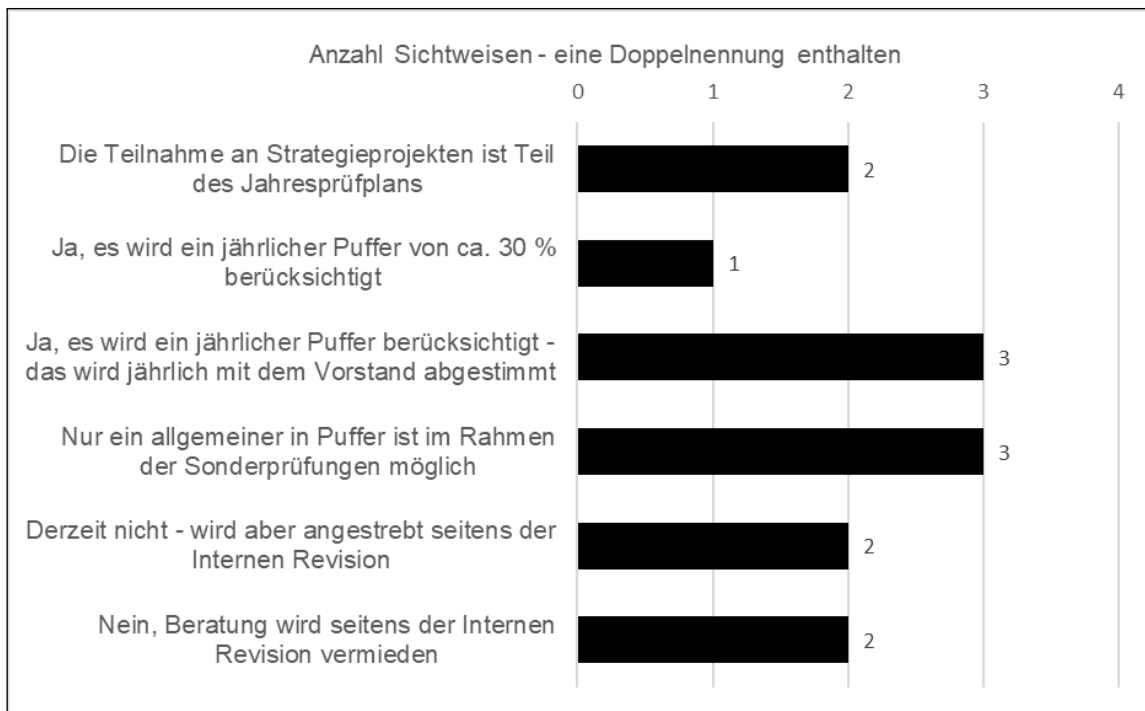 Anzahl Sichtweisen - eine Doppelnennung enthalten
0 1 2 3 4
Die Teilnahme an Strategieprojekten ist Teil
des Jahresprüfplans
2
Ja, es wird ein jährlicher Puffer von ca. 30 %
berücksichtigt
1
Ja, es wird ein jährlicher Puffer berücksichtigt -
das wird jährlich mit dem Vorstand abgestimmt
3
Nur ein allgemeiner in Puffer ist im Rahmen
der Sonderprüfungen möglich
3
Derzeit nicht - wird aber angestrebt seitens der
Internen Revision
2
Nein, Beratung wird seitens der Internen
Revision vermieden
2